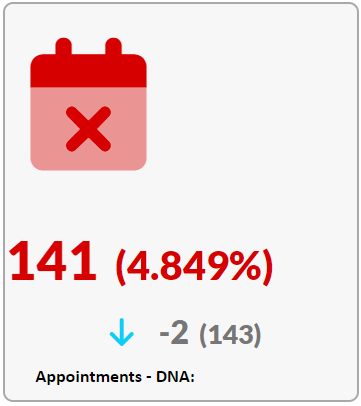 141 (4.849%)
-2 (143)
Appointments - DNA: